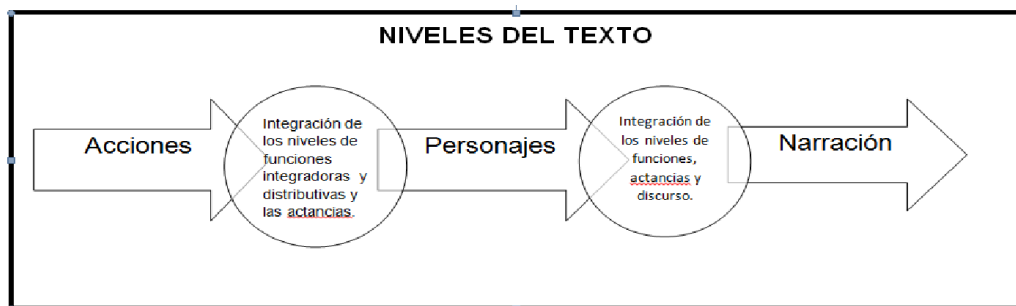 NIVELES DEL TEXTO
Acciones
Integración de
los niveles de
funciones
integradoras y
distributivas y
las actancias.
Personajes
Integración de
los niveles de
funciones,
actancias y
discurso.
Narración